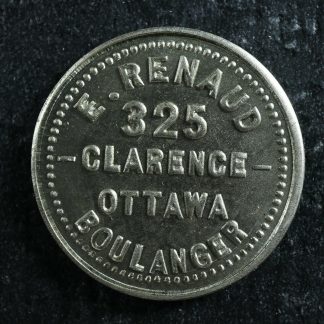 E. RENAUD
325
- CLARENCE -
OTTAWA
BOULANGER